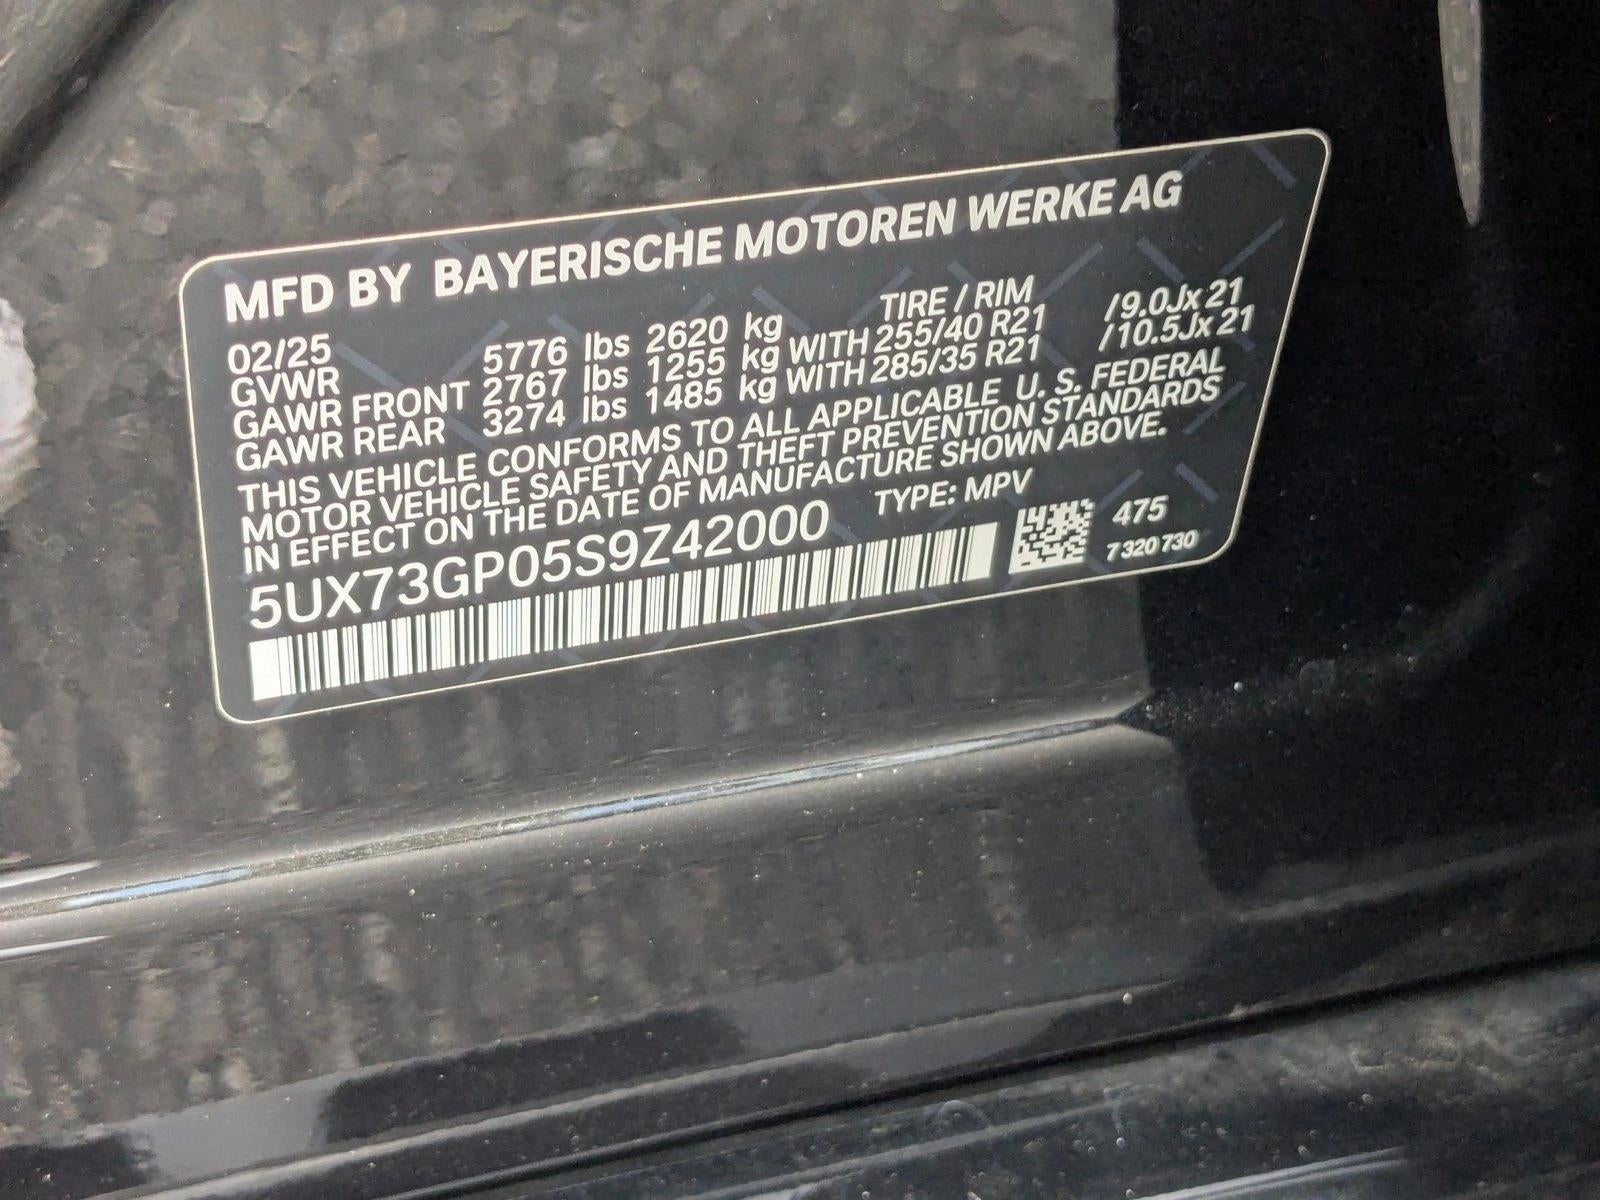 MFD BY BAYERISCHE MOTOREN WERKE AG
02/25 TIRE / RIM
GVWR 5776 lbs 2620 kg
GAWR FRONT 2767 lbs 1255 kg WITH 255/40 R21 /9.0Jx21
GAWR REAR 3274 lbs 1485 kg WITH 285/35 R21 /10.5Jx21
THIS VEHICLE CONFORMS TO ALL APPLICABLE U. S. FEDERAL
MOTOR VEHICLE SAFETY AND THEFT PREVENTION STANDARDS
IN EFFECT ON THE DATE OF MANUFACTURE SHOWN ABOVE.
5UX73GP05S9Z42000 TYPE: MPV
475
7 320 730